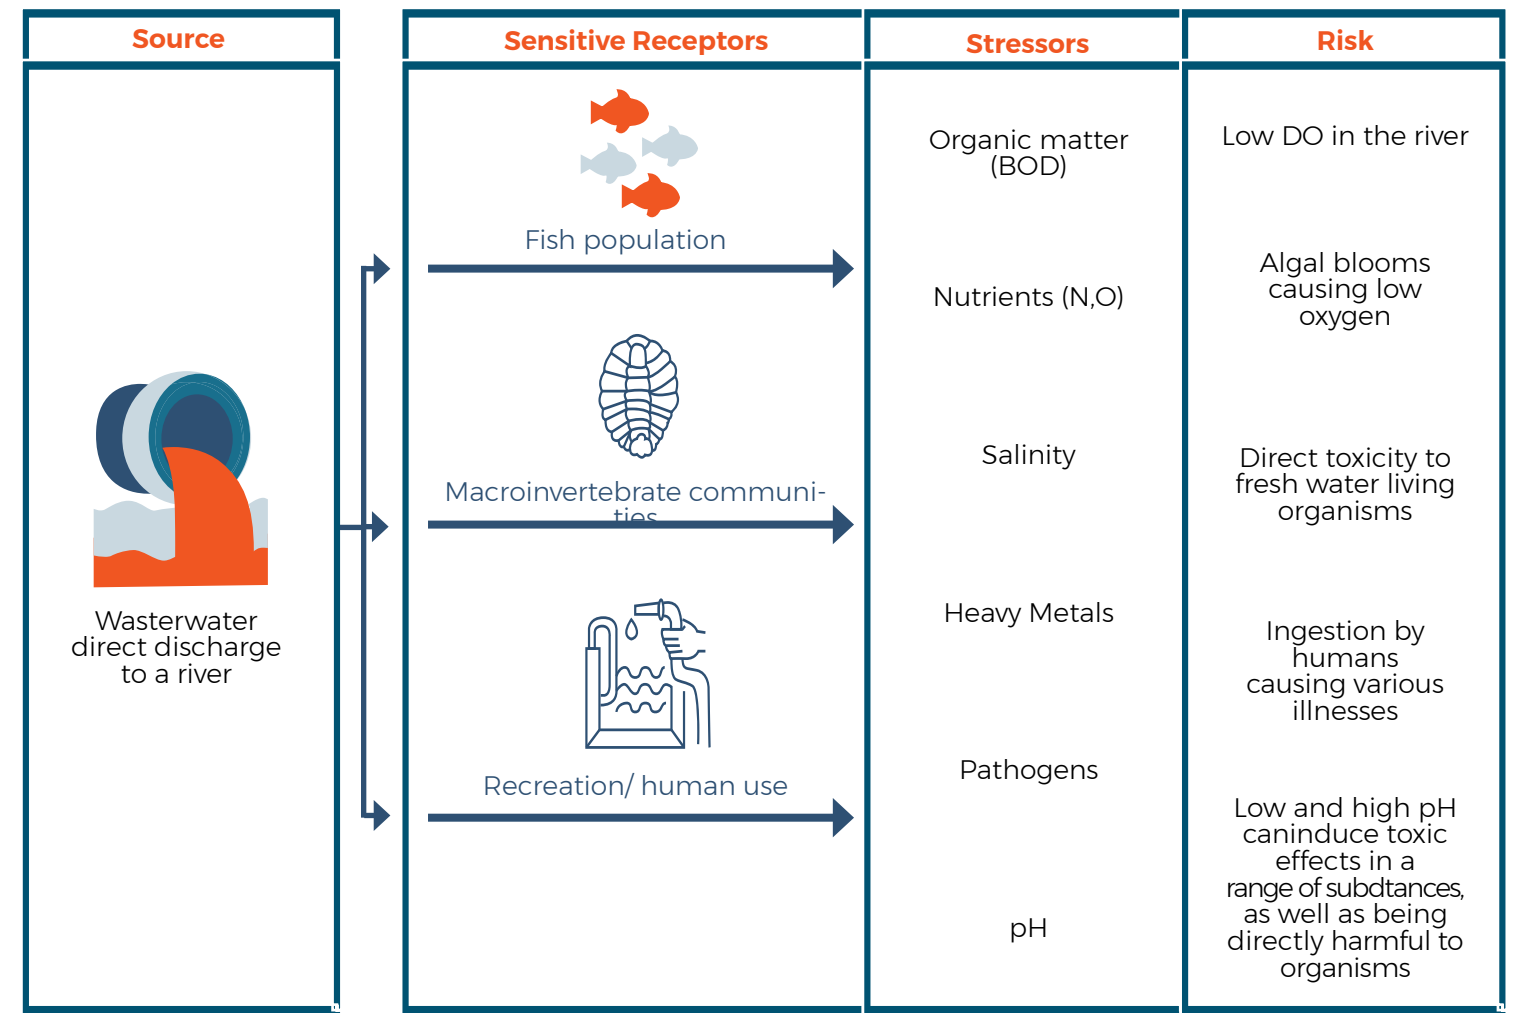 Source
Wasterwater
direct discharge
to a river
Sensitive Receptors
Fish population
Macroinvertebrate communi-
ties
Recreation/ human use
Stressors
Organic matter
(BOD)
Nutrients (N,O)
Salinity
Heavy Metals
Pathogens
pH
Risk
Low DO in the river
Algal blooms
causing low
oxygen
Direct toxicity to
fresh water living
organisms
Ingestion by
humans
causing various
illnesses
Low and high pH
caninduce toxic
effects in a
range of subdtances,
as well as being
directly harmful to
organisms